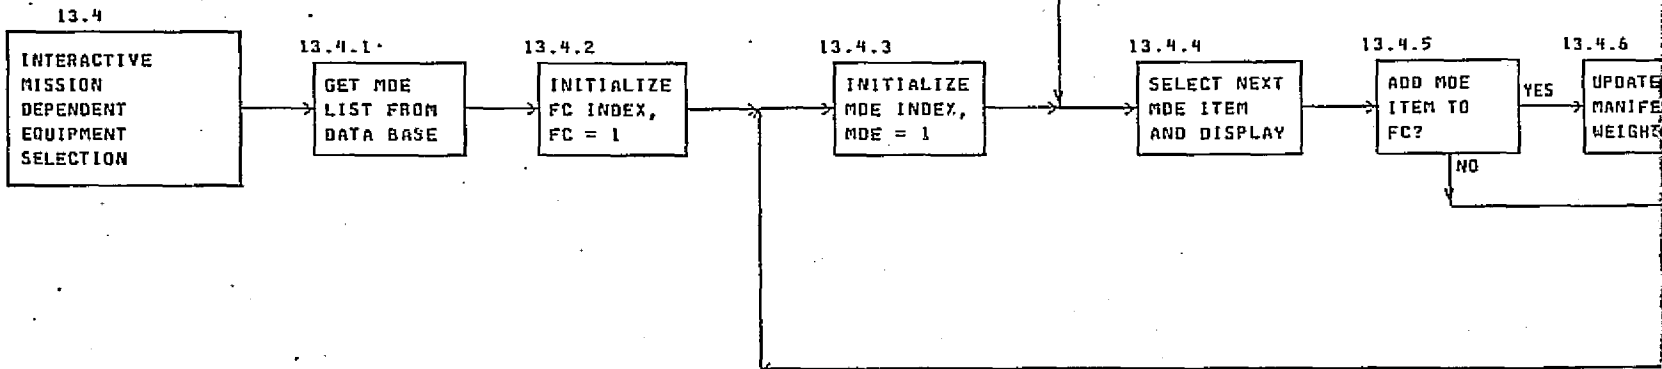 13.4
INTERACTIVE
MISSION
DEPENDENT
EQUIPMENT
SELECTION
13.4.1
GET MDE
LIST FROM
DATA BASE
13.4.2
INITIALIZE
FC INDEX,
FC = 1
13.4.3
INITIALIZE
MDE INDEX,
MDE = 1
13.4.4
SELECT NEXT
MDE ITEM
AND DISPLAY
13.4.5
ADD MDE
ITEM TO
FC?
YES
NO
13.4.6
UPDATE
MANIFE
WEIGHT